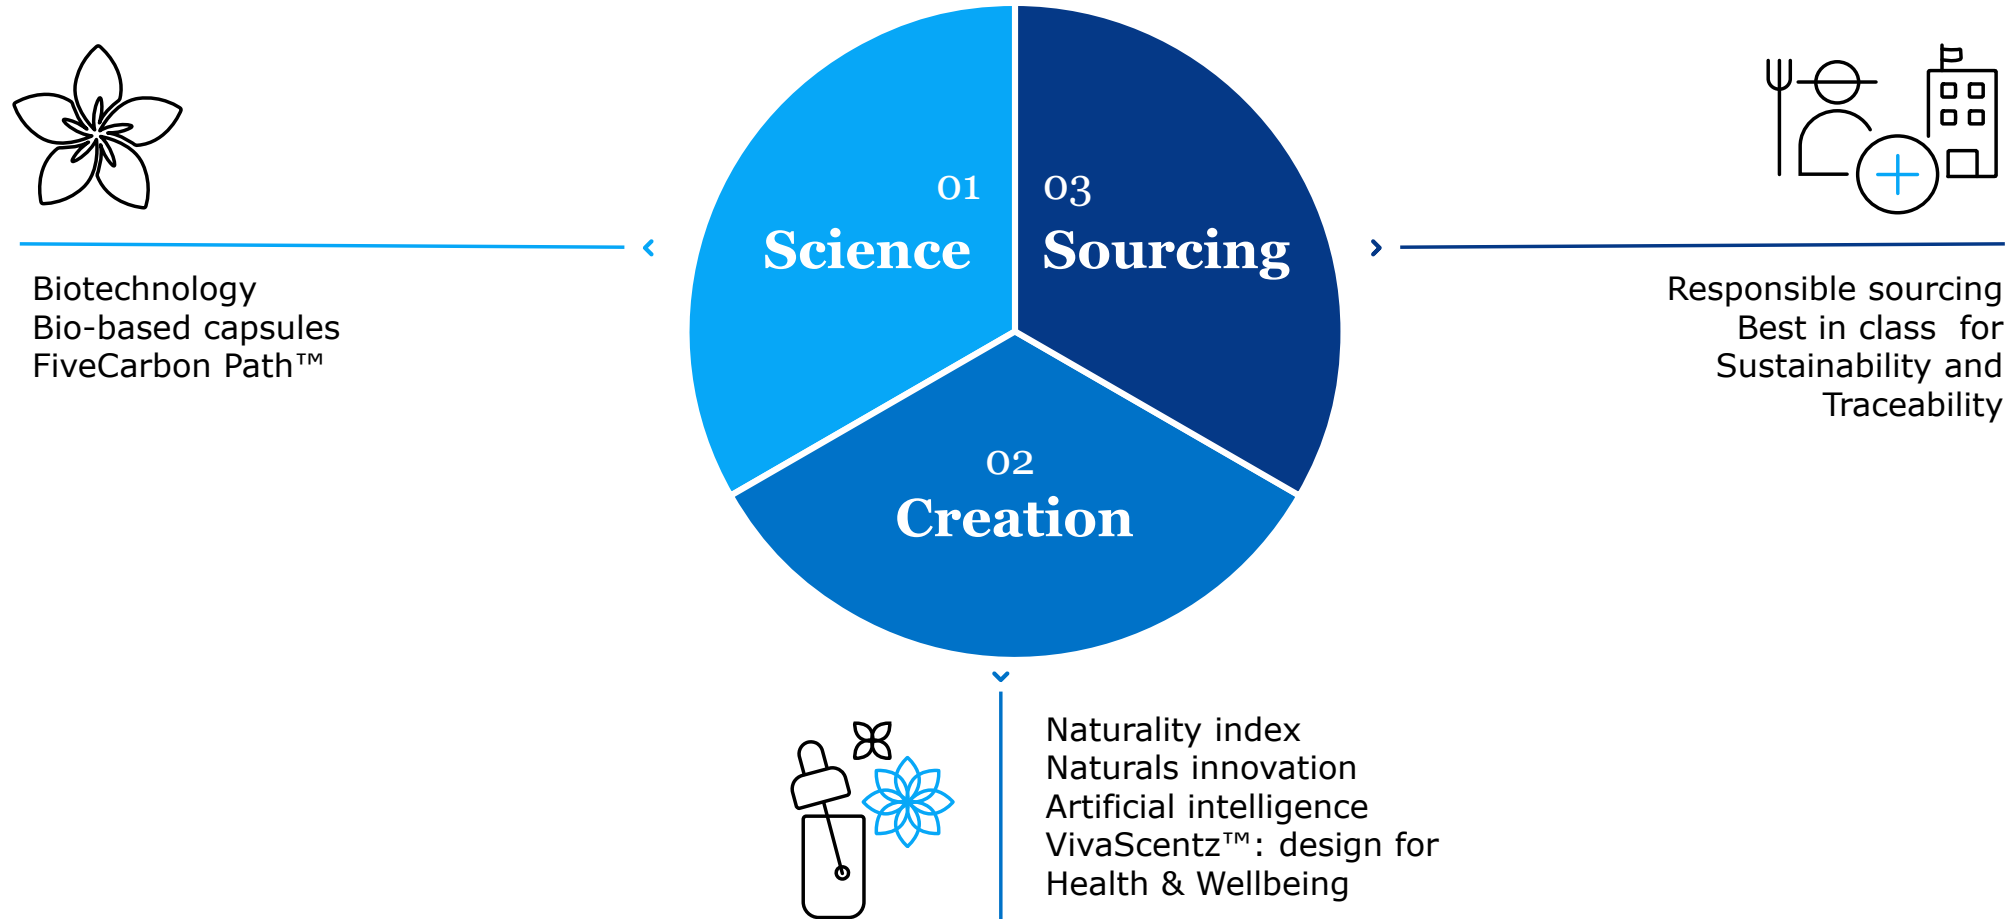 01
Science
03
Sourcing
Biotechnology
Bio-based capsules
FiveCarbon Path™
Responsible sourcing
Best in class  for
Sustainability and
Traceability
02
Creation
Naturality index
Naturals innovation
Artificial intelligence
VivaScentz™: design for
Health & Wellbeing